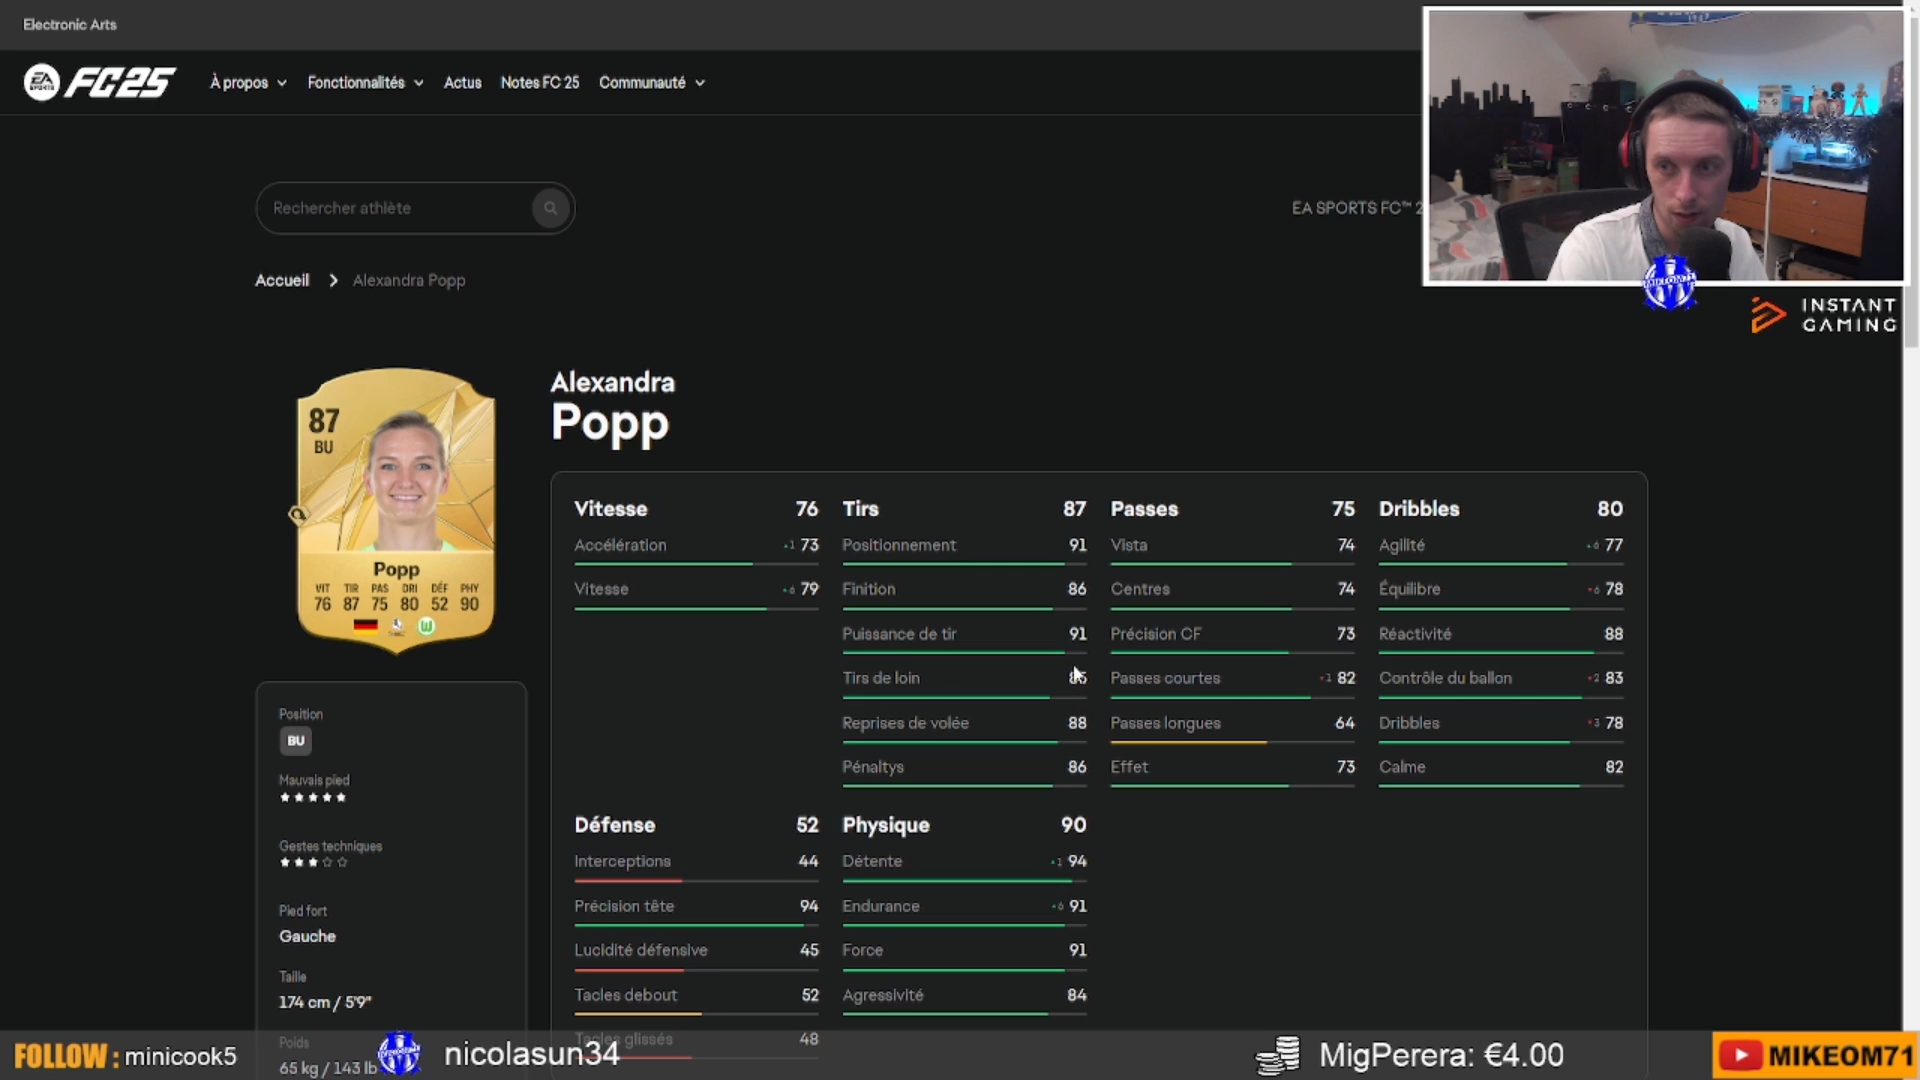 Electronic Arts
EA SPORTS FC25
À propos
Fonctionnalités
Actus
Notes FC 25
Communauté
Rechercher athlète
EA SPORTS FC™ 2
Accueil
Alexandra Popp
INSTANT
GAMING
87
BU
Popp
VIT TIR PAS DRI DÉF PHY
76 87 75 80 52 90
Alexandra
Popp
Vitesse 76
Accélération 1 73
Vitesse 6 79
Tirs 87
Positionnement 91
Finition 86
Puissance de tir 91
Tirs de loin
Reprises de volée 88
Pénaltys 86
Passes 75
Vista 74
Centres 74
Précision CF 73
Passes courtes 1 82
Passes longues 64
Effet 73
Dribbles 80
Agilité 6 77
Équilibre 6 78
Réactivité 88
Contrôle du ballon 2 83
Dribbles 3 78
Calme 82
Défense 52
Interceptions 44
Précision tête 94
Lucidité défensive 45
Tacles debout 52
Tacles glissés 48
Physique 90
Détente 1 94
Endurance 6 91
Force 91
Agressivité 84
Position
BU
Mauvais pied
Gestes techniques
Pied fort
Gauche
Taille
174 cm / 5'9"
Poids
65 kg / 143 lb
FOLLOW : minicook5
nicolasun34
MigPerera: €4.00
MIKEOM71